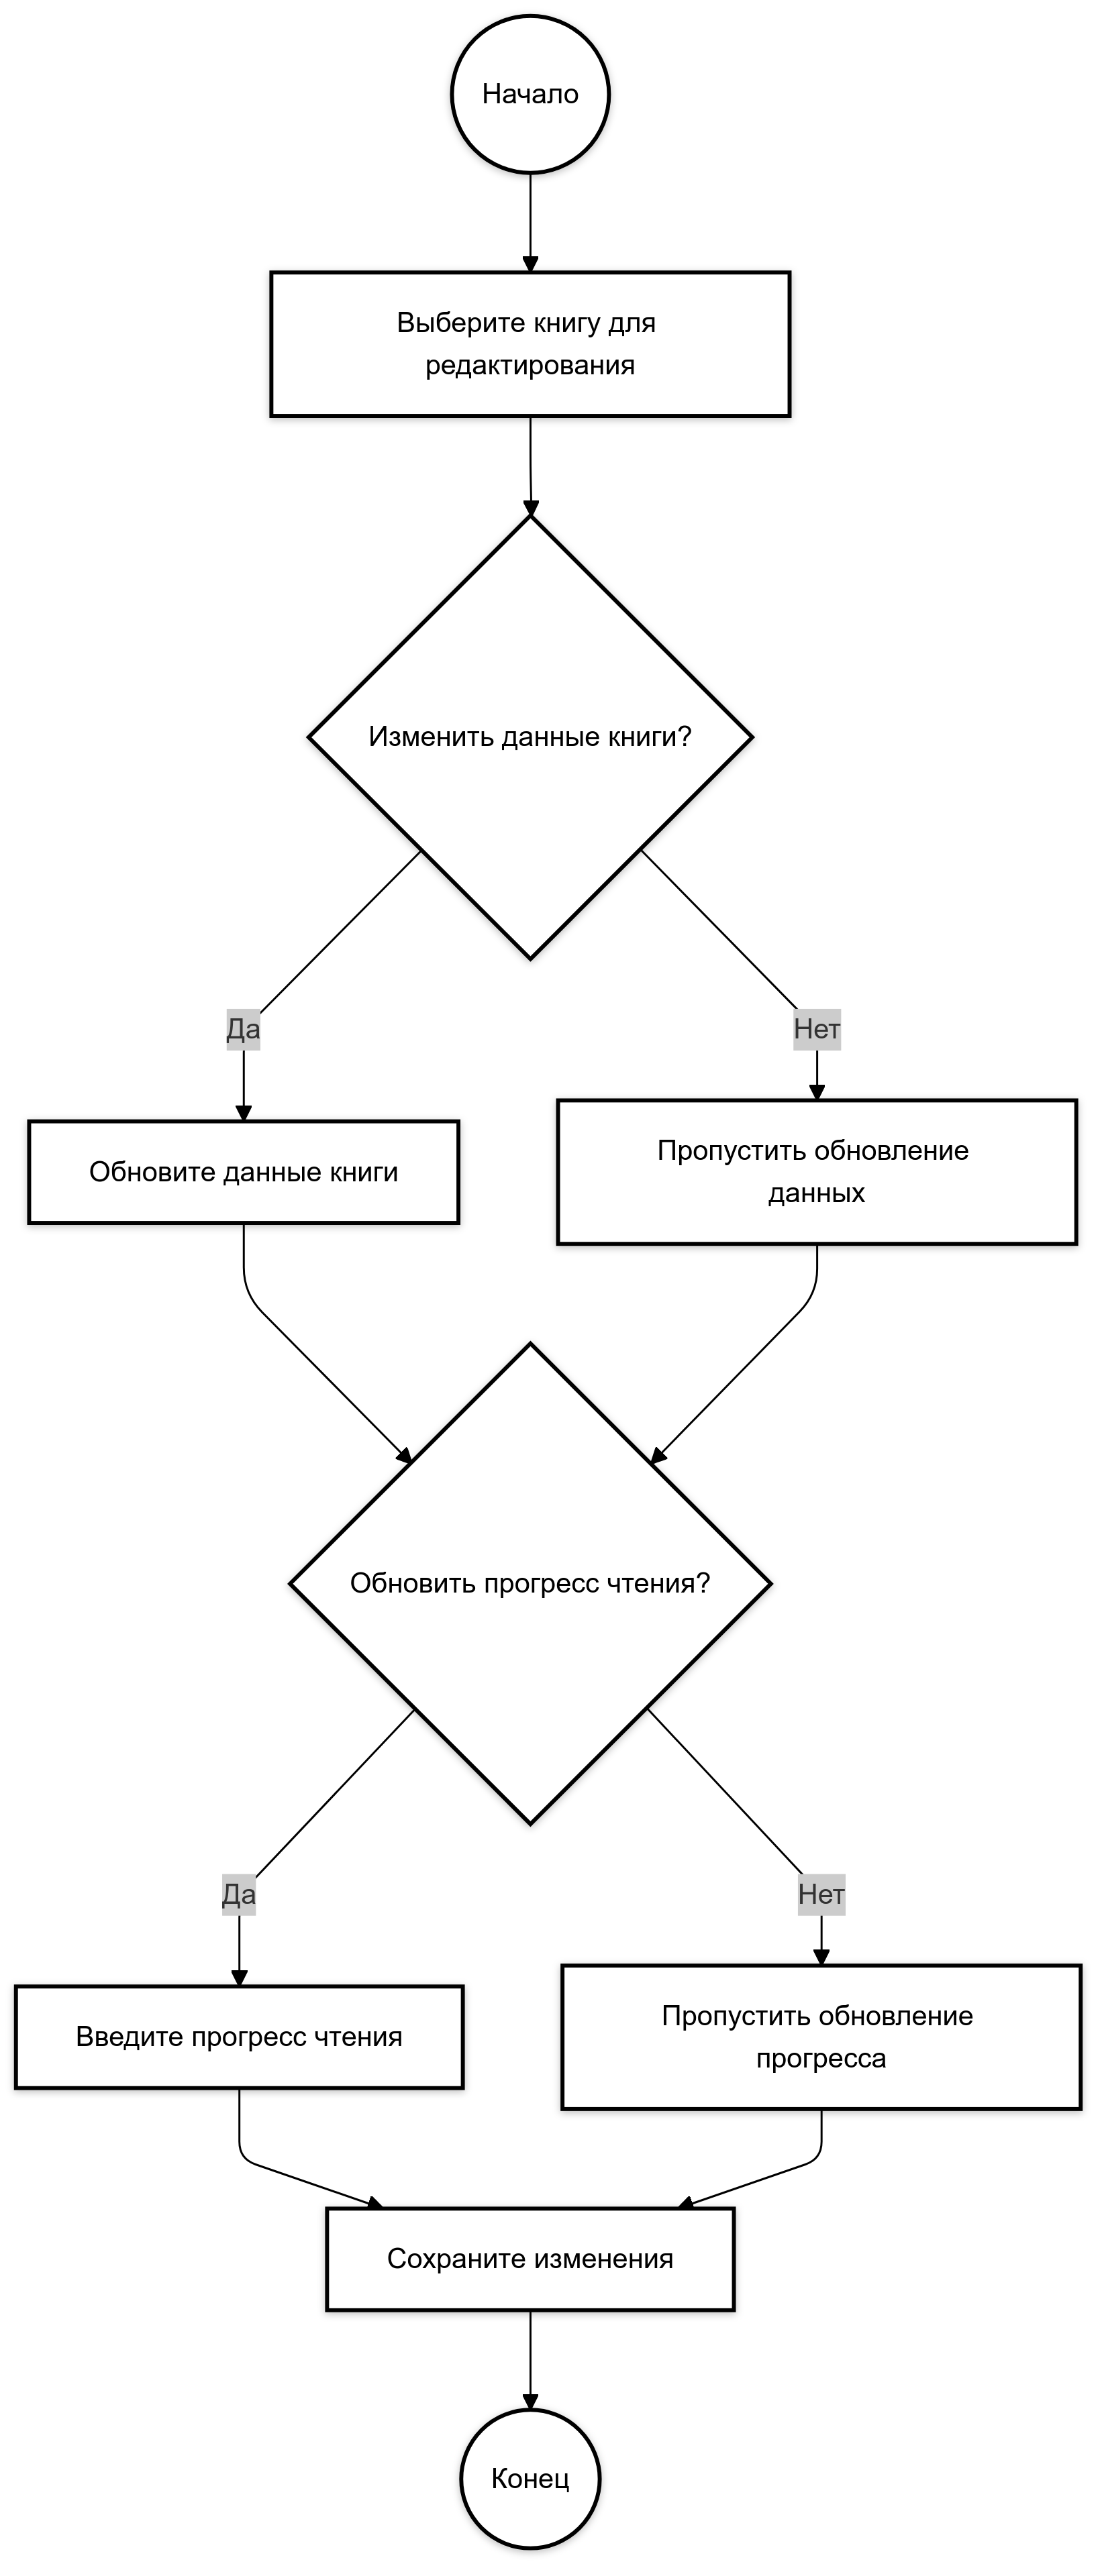 Начало
Выберите книгу для
редактирования
Изменить данные книги?
Да
Нет
Обновите данные книги
Пропустить обновление
данных
Обновить прогресс чтения?
Да
Нет
Введите прогресс чтения
Пропустить обновление
прогресса
Сохраните изменения
Конец